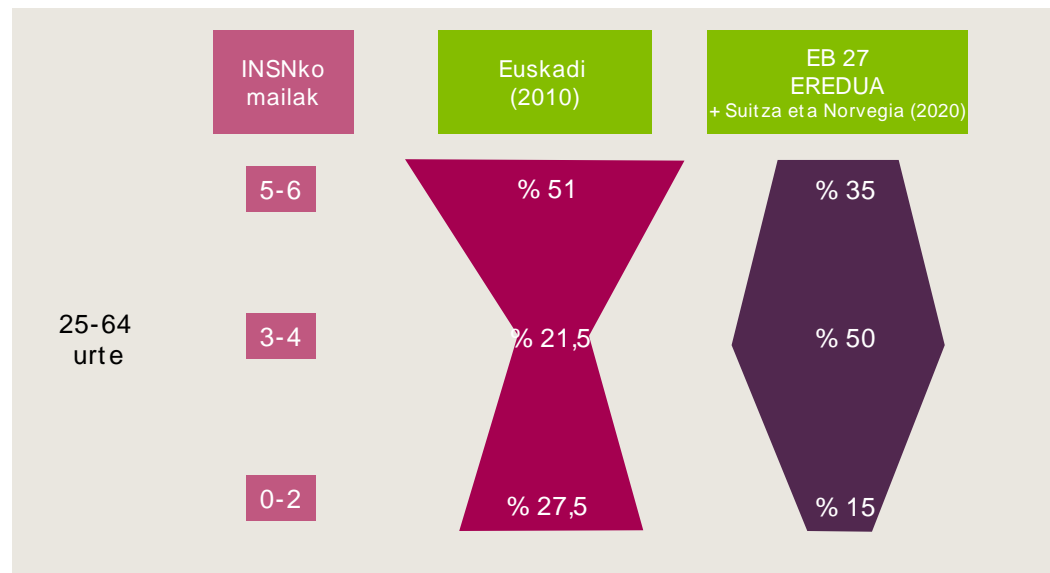 INSNko
mailak
Euskadi
(2010)
EB 27
EREDUA
+ Suitza eta Norvegia (2020)
5-6
% 51
% 35
25-64
urte
3-4
% 21,5
% 50
0-2
% 27,5
% 15